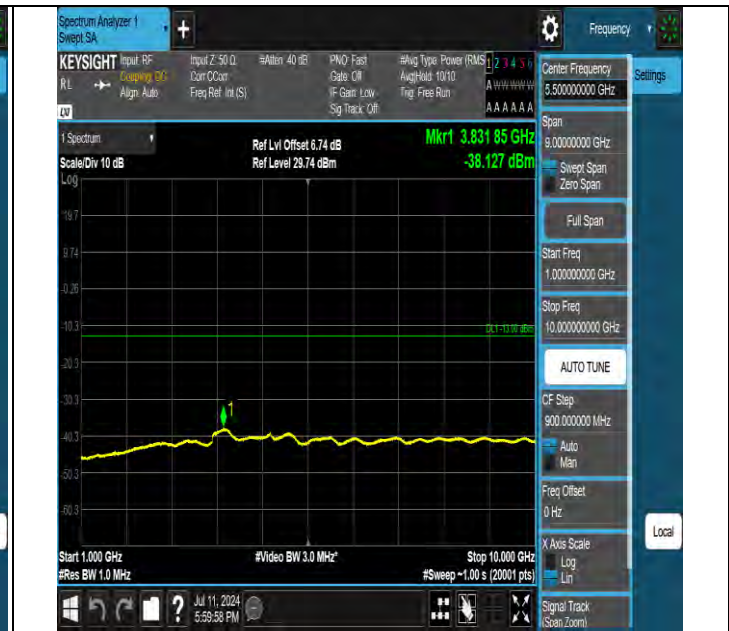 Spectrum Analyzer 1
Swept SA
+
Frequency
KEYSIGHT
RL
Input: RF
Coupling: DC
Align: Auto
Input Z: 50 Ω
Corr CCorr
Freq Ref: Int (S)
#Atten: 40 dB
PNO: Fast
Gate: Off
IF Gain: Low
Sig Track: Off
#Avg Type: Power (RMS
Avg|Hold: 10/10
Trig: Free Run
1 2 3 4 5 6
A W W W W W
A A A A A A
1 Spectrum
Scale/Div 10 dB
Ref Lvl Offset 6.74 dB
Ref Level 29.74 dBm
Mkr1 3.831 85 GHz
-38.127 dBm
Log
19.7
9.74
-0.26
-10.3
-20.3
-30.3
-40.3
-50.3
-60.3
DL1 -13.00 dBm
1
Start 1.000 GHz
#Res BW 1.0 MHz
#Video BW 3.0 MHz*
Stop 10.000 GHz
#Sweep ~1.00 s (20001 pts)
?
Jul 11, 2024
5:59:58 PM
Center Frequency
5.500000000 GHz
Settings
Span
9.00000000 GHz
Swept Span
Zero Span
Full Span
Start Freq
1.000000000 GHz
Stop Freq
10.000000000 GHz
AUTO TUNE
CF Step
900.000000 MHz
Auto
Man
Freq Offset
0 Hz
X Axis Scale
Log
Lin
Signal Track
(Span Zoom)
Local